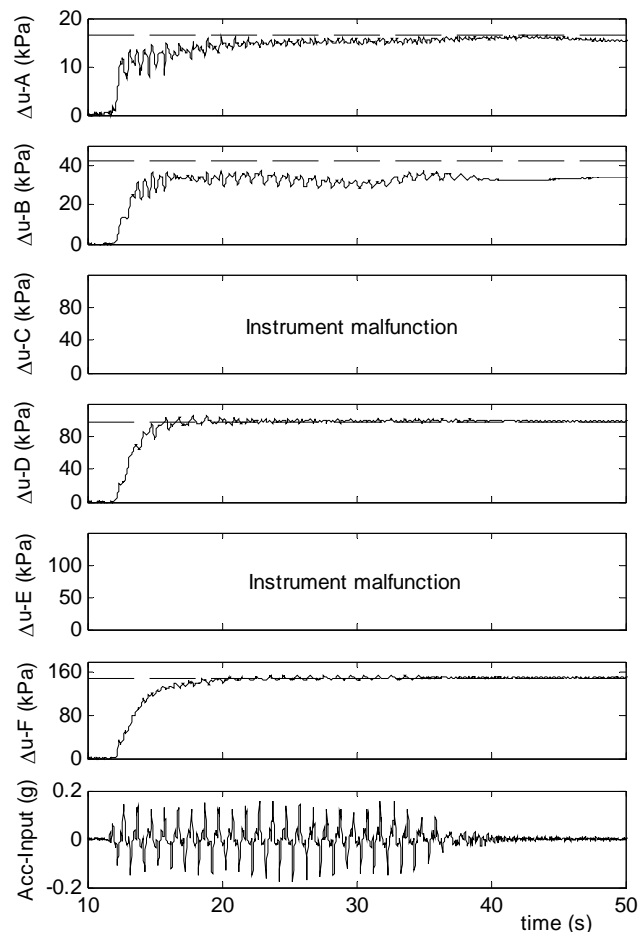 20
10
0
Δu-A (kPa)
40
20
0
Δu-B (kPa)
80
40
0
Δu-C (kPa)
Instrument malfunction
80
40
0
Δu-D (kPa)
100
50
0
Δu-E (kPa)
Instrument malfunction
160
80
0
Δu-F (kPa)
0.2
0
-0.2
Acc-Input (g)
10
20
30
40
50
time (s)